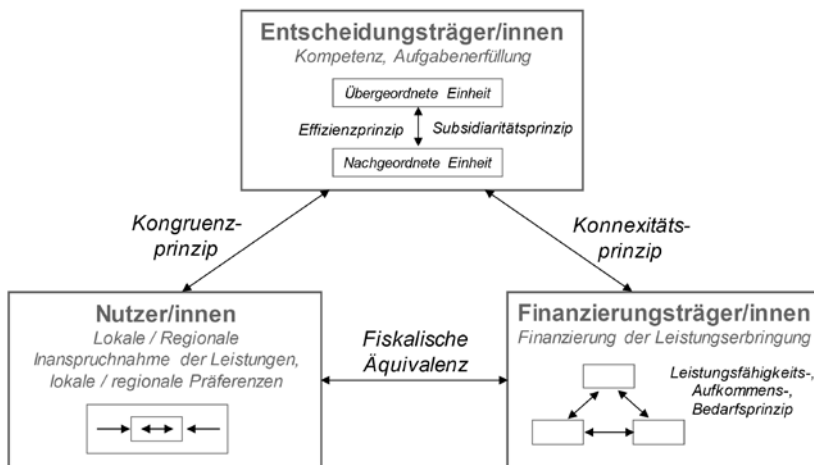 Entscheidungsträger/innen
Kompetenz, Aufgabenerfüllung
Übergeordnete Einheit
Effizienzprinzip
Subsidiaritätsprinzip
Nachgeordnete Einheit
Kongruenz-
prinzip
Konnexitäts-
prinzip
Nutzer/innen
Lokale / Regionale
Inanspruchnahme der Leistungen,
lokale / regionale Präferenzen
Fiskalische
Äquivalenz
Finanzierungsträger/innen
Finanzierung der Leistungserbringung
Leistungsfähigkeits-,
Aufkommens-,
Bedarfsprinzip